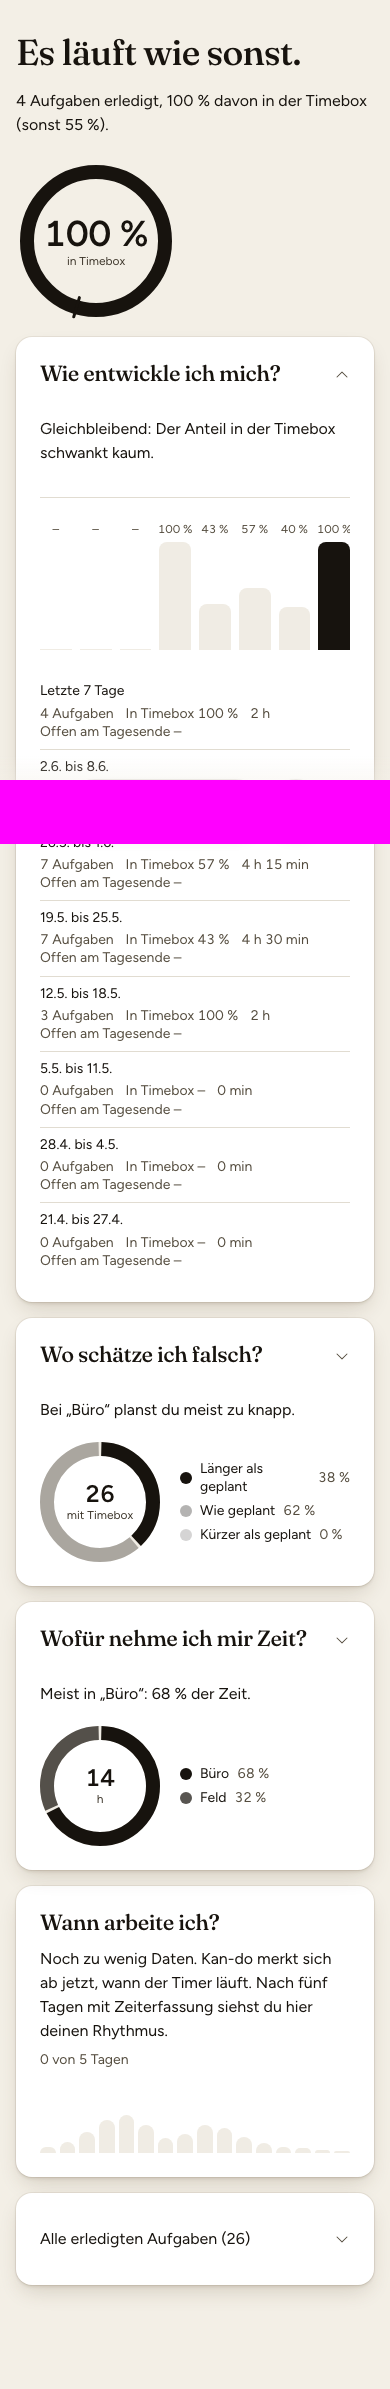 Es läuft wie sonst.
4 Aufgaben erledigt, 100 % davon in der Timebox
(sonst 55 %).
100 %
in Timebox
Wie entwickle ich mich?
Gleichbleibend: Der Anteil in der Timebox
schwankt kaum.
– – – 100 % 43 % 57 % 40 % 100 %
Letzte 7 Tage
4 Aufgaben In Timebox 100 % 2 h
Offen am Tagesende –
2.6. bis 8.6.
7 Aufgaben In Timebox 57 % 4 h 15 min
Offen am Tagesende –
19.5. bis 25.5.
7 Aufgaben In Timebox 43 % 4 h 30 min
Offen am Tagesende –
12.5. bis 18.5.
3 Aufgaben In Timebox 100 % 2 h
Offen am Tagesende –
5.5. bis 11.5.
0 Aufgaben In Timebox – 0 min
Offen am Tagesende –
28.4. bis 4.5.
0 Aufgaben In Timebox – 0 min
Offen am Tagesende –
21.4. bis 27.4.
0 Aufgaben In Timebox – 0 min
Offen am Tagesende –
Wo schätze ich falsch?
Bei „Büro“ planst du meist zu knapp.
26
mit Timebox
Länger als
geplant 38 %
Wie geplant 62 %
Kürzer als geplant 0 %
Wofür nehme ich mir Zeit?
Meist in „Büro“: 68 % der Zeit.
14
h
Büro 68 %
Feld 32 %
Wann arbeite ich?
Noch zu wenig Daten. Kan-do merkt sich
ab jetzt, wann der Timer läuft. Nach fünf
Tagen mit Zeiterfassung siehst du hier
deinen Rhythmus.
0 von 5 Tagen
Alle erledigten Aufgaben (26)